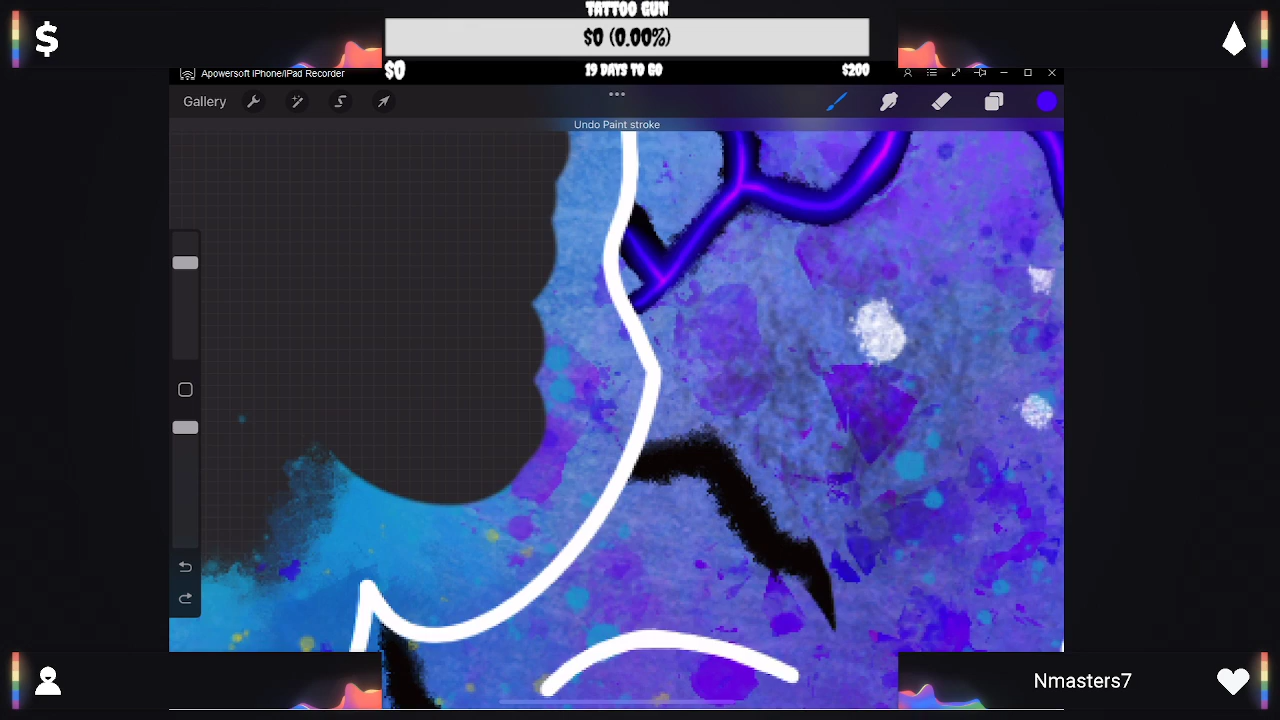 TATTOO GUN
$0 (0.00%)
$0 19 DAYS TO GO $200
$
Apowersoft iPhone/iPad Recorder
Gallery
Undo Paint stroke
Nmasters7